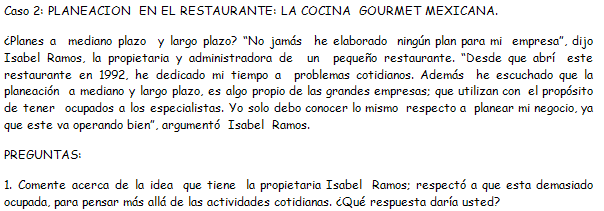 Caso 2: PLANEACION EN EL RESTAURANTE: LA COCINA GOURMET MEXICANA.
¿Planes a mediano plazo y largo plazo? “No jamás he elaborado ningún plan para mi empresa”, dijo
Isabel Ramos, la propietaria y administradora de un pequeño restaurante. “Desde que abrí este
restaurante en 1992, he dedicado mi tiempo a problemas cotidianos. Además he escuchado que la
planeación a mediano y largo plazo, es algo propio de las grandes empresas; que utilizan con el propósito
de tener ocupados a los especialistas. Yo solo debo conocer lo mismo respecto a planear mi negocio, ya
que este va operando bien”, argumentó Isabel Ramos.
PREGUNTAS:
1. Comente acerca de la idea que tiene la propietaria Isabel Ramos; respectó a que esta demasiado
ocupada, para pensar más allá de las actividades cotidianas. ¿Qué respuesta daría usted?